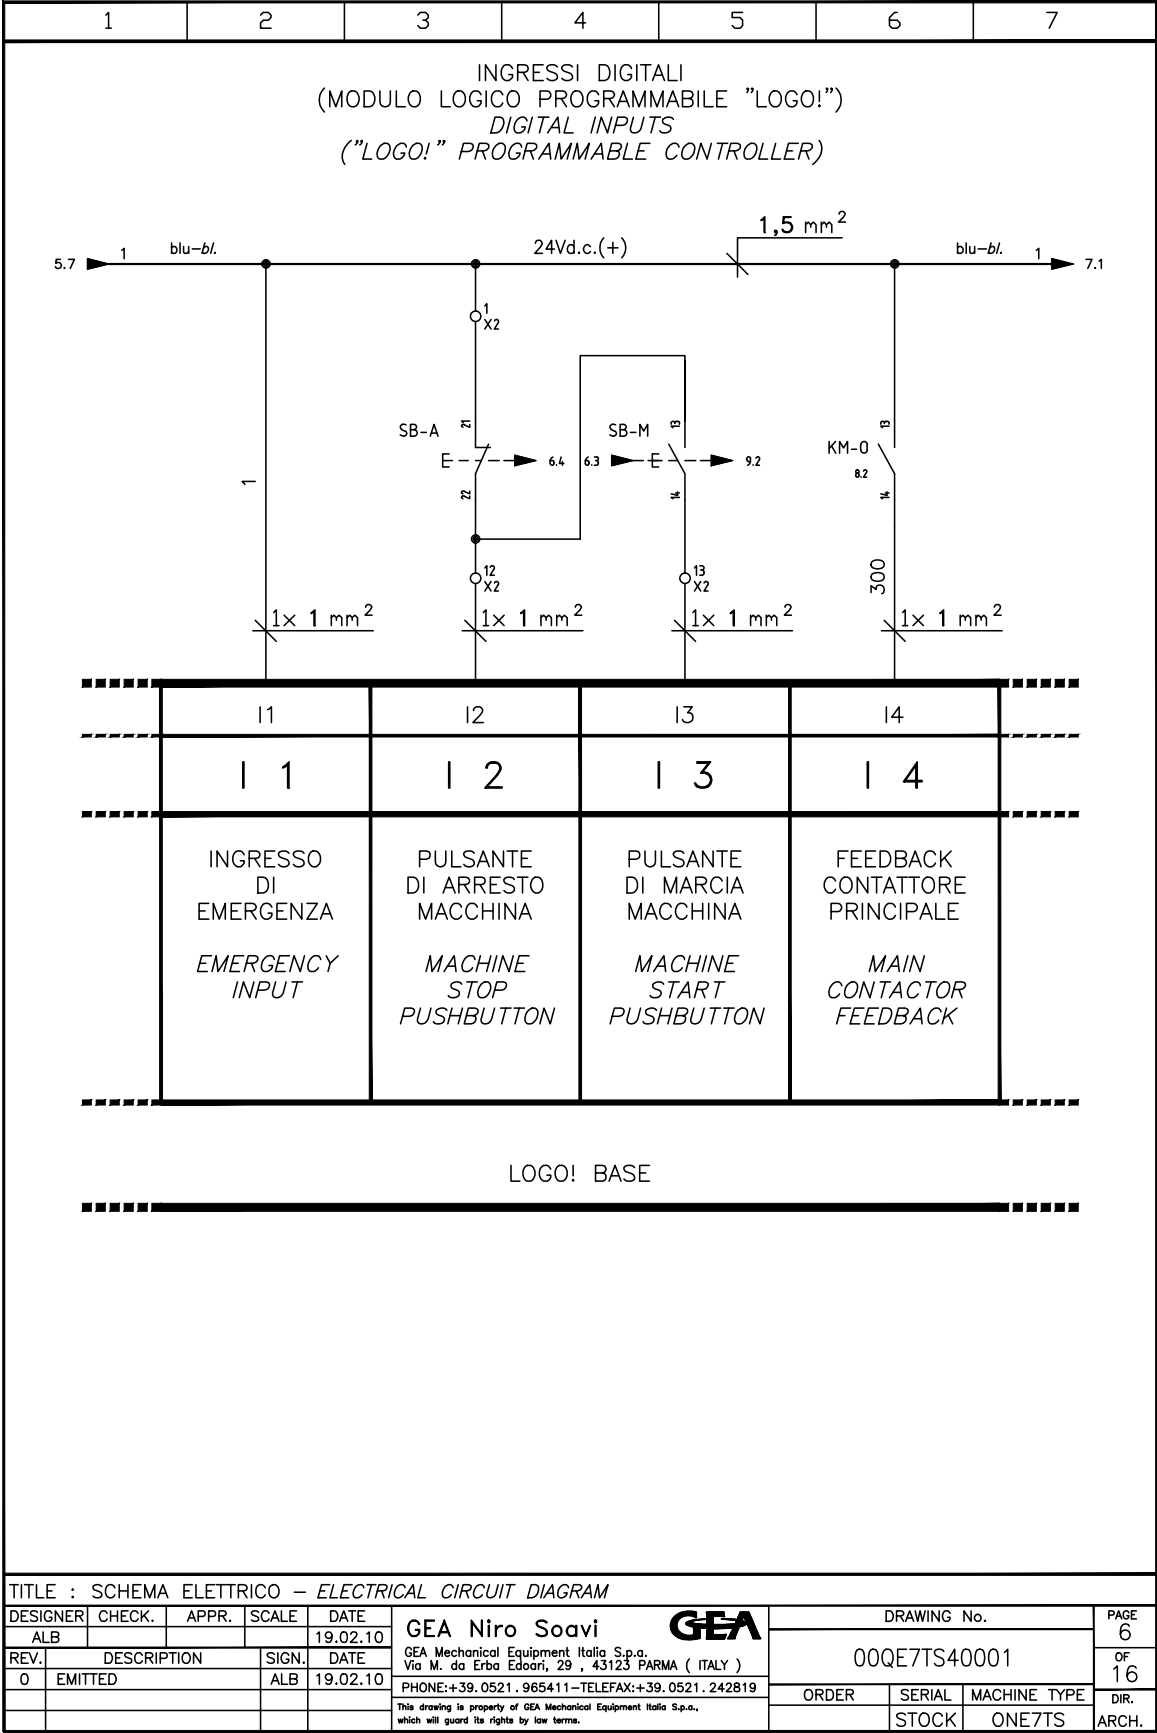 1 2 3 4 5 6 7
INGRESSI DIGITALI
(MODULO LOGICO PROGRAMMABILE "LOGO!")
DIGITAL INPUTS
("LOGO!" PROGRAMMABLE CONTROLLER)
1,5 mm²
5.7 1 blu-bl. 24Vd.c.(+) blu-bl. 1 7.1
1
X2
21 13 13
SB-A SB-M KM-0
E 6.4 6.3 E 9.2 8.2
1 22 14 14
12 13
X2 X2
300
1x 1 mm² 1x 1 mm² 1x 1 mm² 1x 1 mm²
I1 I2 I3 I4
I 1 I 2 I 3 I 4
INGRESSO
DI
EMERGENZA
EMERGENCY
INPUT
PULSANTE
DI ARRESTO
MACCHINA
MACHINE
STOP
PUSHBUTTON
PULSANTE
DI MARCIA
MACCHINA
MACHINE
START
PUSHBUTTON
FEEDBACK
CONTATTORE
PRINCIPALE
MAIN
CONTACTOR
FEEDBACK
LOGO! BASE
TITLE : SCHEMA ELETTRICO – ELECTRICAL CIRCUIT DIAGRAM
DESIGNER CHECK. APPR. SCALE DATE
ALB 19.02.10
REV. DESCRIPTION SIGN. DATE
0 EMITTED ALB 19.02.10
GEA Niro Soavi GEA
GEA Mechanical Equipment Italia S.p.a.
Via M. da Erba Edoari, 29 , 43123 PARMA ( ITALY )
PHONE:+39.0521.965411–TELEFAX:+39.0521.242819
This drawing is property of GEA Mechanical Equipment Italia S.p.a.,
which will guard its rights by law terms.
DRAWING No.
00QE7TS40001
ORDER SERIAL MACHINE TYPE
STOCK ONE7TS
PAGE
6
OF
16
DIR.
ARCH.